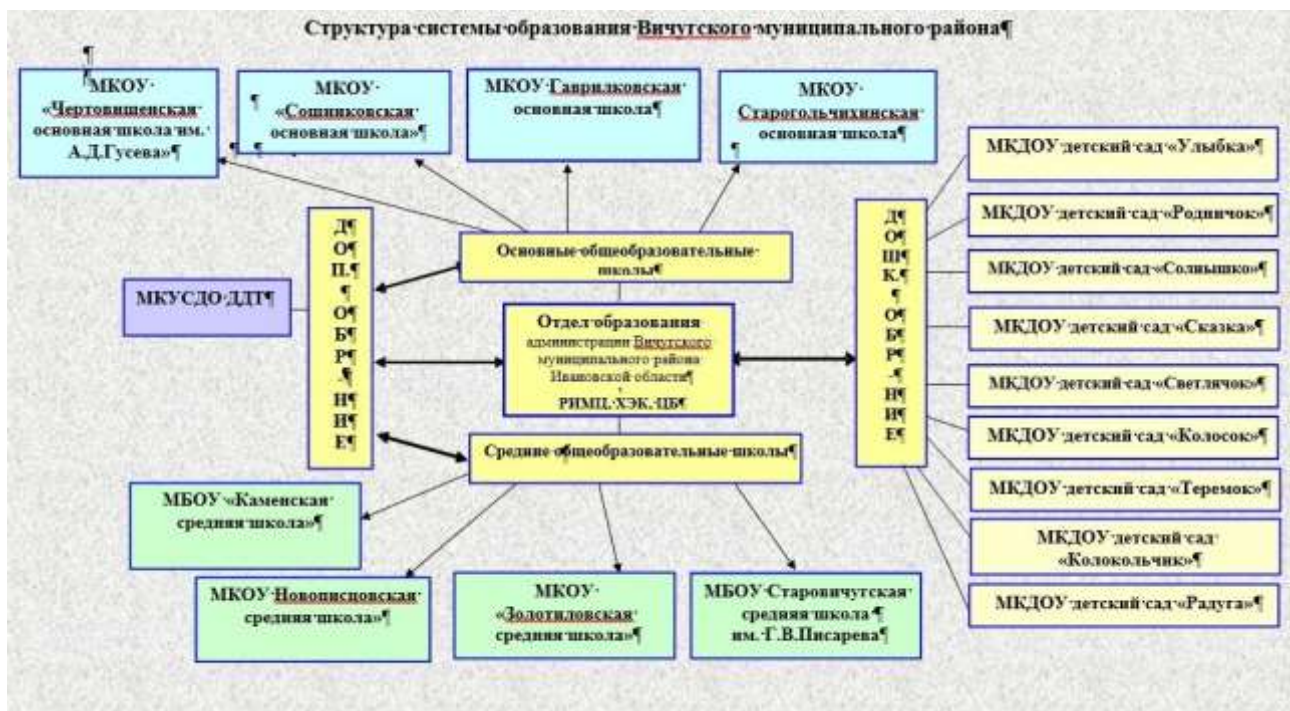 Структура системы образования Вичугского муниципального района¶
¶
¶
МКОУ
«Чертовищенская
основная школа им.
А.Д.Гусева»¶
МКОУ
¶
«Сошниковская
основная школа»¶
¶ ¶
МКОУ Гаврилковская
основная школа¶
МКОУ
Старогольчихинская
основная школа
¶
Основные общеобразовательные
школы¶
Д¶
О¶
П.¶
¶
О¶
Б¶
Р¶
-¶
Н¶
И¶
Е
МКУСДО ДДТ¶
Отдел образования
администрации Вичугского
муниципального района
Ивановской области¶
РИМЦ, ХЭК, ЦБ¶
Средние общеобразовательные школы¶
МБОУ «Каменская
средняя школа»¶
МКОУ Новописцовская
средняя школа»¶
МКОУ
«Золотиловская
средняя школа»¶
МБОУ Старовичугская
средняя школа ¶
им. Г.В.Писарева¶
Д¶
О¶
Ш¶
К.¶
¶
О¶
Б¶
Р¶
-¶
Н¶
И¶
Е¶
МКДОУ детский сад «Улыбка»¶
МКДОУ детский сад «Родничок»¶
МКДОУ детский сад «Солнышко»¶
МКДОУ детский сад «Сказка»¶
МКДОУ детский сад «Светлячок»¶
МКДОУ детский сад «Колосок»¶
МКДОУ детский сад «Теремок»¶
МКДОУ детский сад
«Колокольчик»¶
МКДОУ детский сад «Радуга»¶